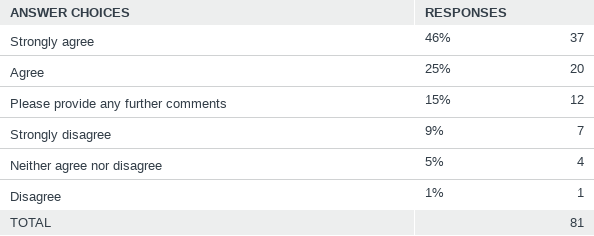 ANSWER CHOICES RESPONSES
Strongly agree 46% 37
Agree 25% 20
Please provide any further comments 15% 12
Strongly disagree 9% 7
Neither agree nor disagree 5% 4
Disagree 1% 1
TOTAL 81